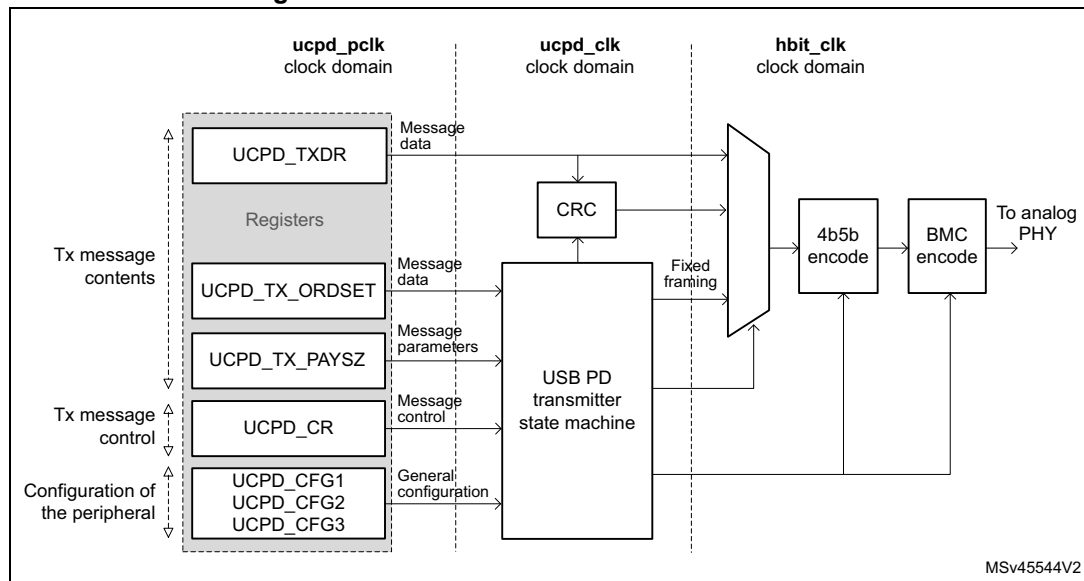 ucpd_pclk
clock domain
ucpd_clk
clock domain
hbit_clk
clock domain
Tx message
contents
Tx message
control
Configuration of
the peripheral
UCPD_TXDR
Registers
UCPD_TX_ORDSET
UCPD_TX_PAYSZ
UCPD_CR
UCPD_CFG1
UCPD_CFG2
UCPD_CFG3
Message
data
Message
data
Message
parameters
Message
control
General
configuration
CRC
USB PD
transmitter
state machine
Fixed
framing
4b5b
encode
BMC
encode
To analog
PHY
MSv45544V2